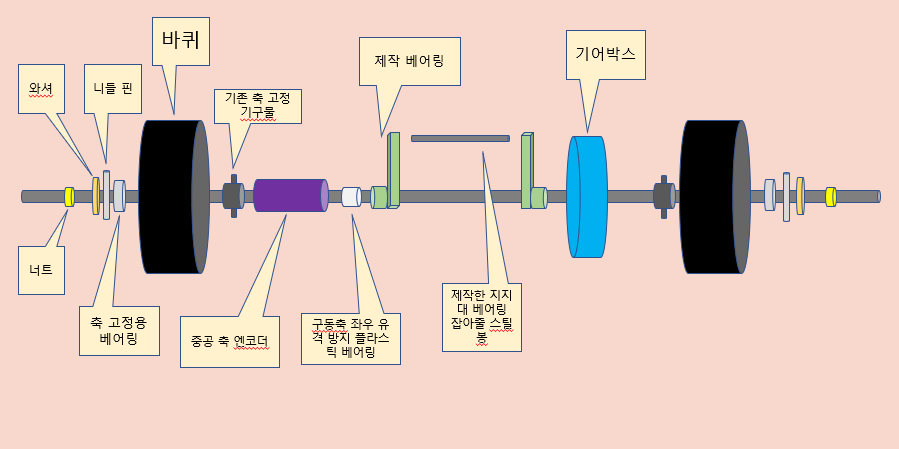 바퀴
기어박스
제작 베어링
와셔
니들 핀
기존 축 고정
기구물
너트
축 고정용
베어링
중공 축 엔코더
구동축 좌우 유
격 방지 플라스
틱 베어링
제작한 지지
대 베어링
잡아줄 스틸
봉